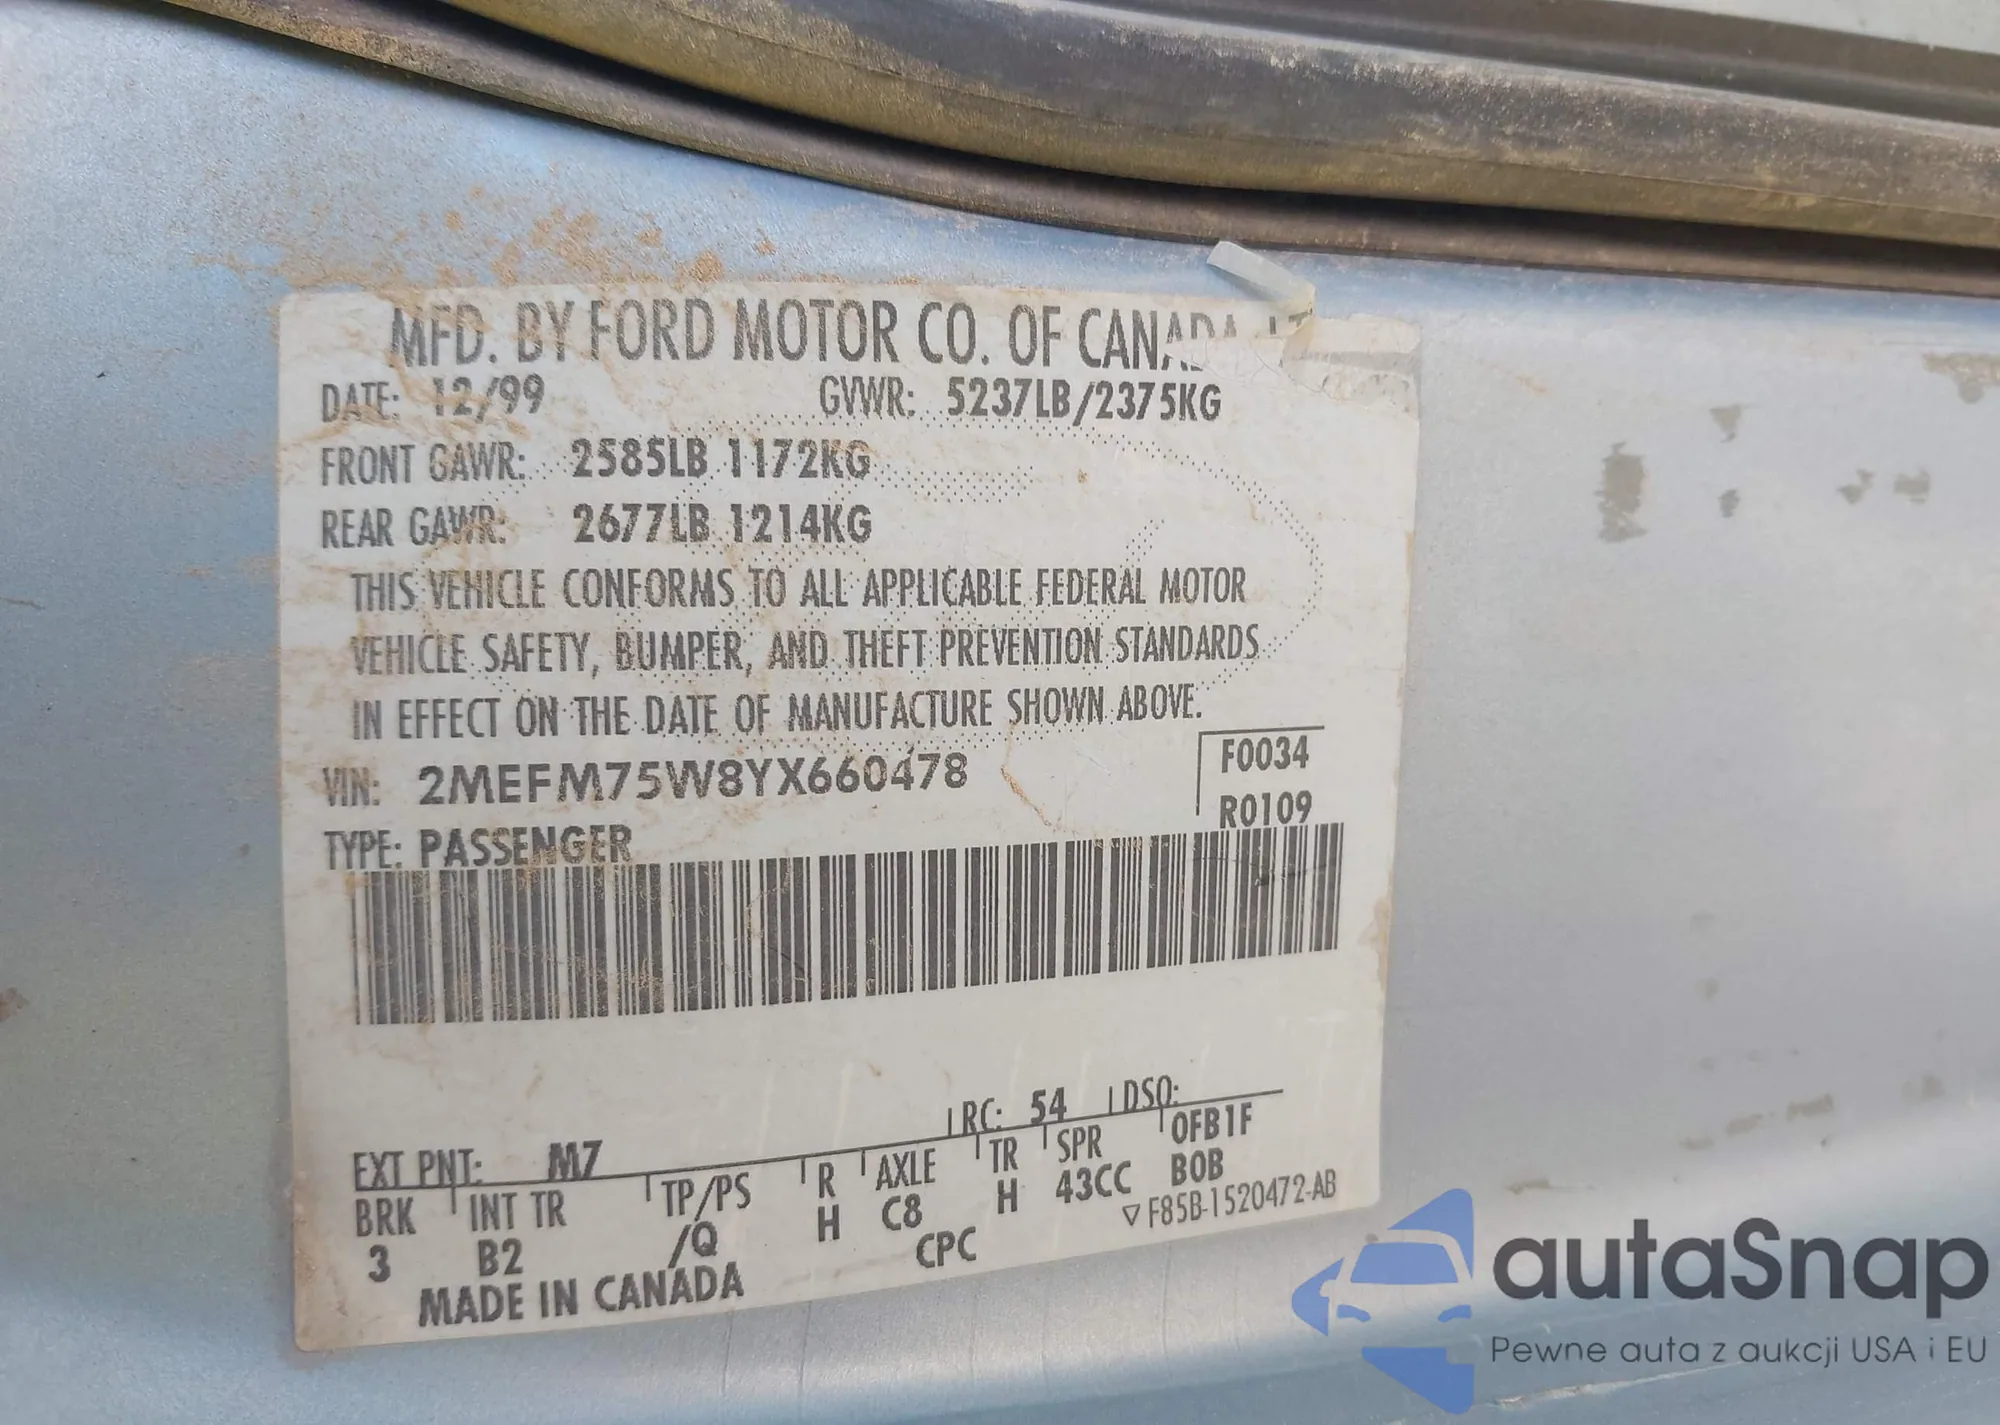 MFD. BY FORD MOTOR CO. OF CANADA, LT
DATE: 12/99 GVWR: 5237LB/2375KG
FRONT GAWR: 2585LB 1172KG
REAR GAWR: 2677LB 1214KG
THIS VEHICLE CONFORMS TO ALL APPLICABLE FEDERAL MOTOR
VEHICLE SAFETY, BUMPER, AND THEFT PREVENTION STANDARDS
IN EFFECT ON THE DATE OF MANUFACTURE SHOWN ABOVE.
VIN: 2MEFM75W8YX660478 F0034
TYPE: PASSENGER R0109
EXT PNT: M7 RC: 54 DSO:
BRK INT TR TP/PS R AXLE TR SPR 0FB1F
3 B2 /Q H C8 H 43CC B0B
MADE IN CANADA CPC ▽F85B-1520472-AB
autaSnap
Pewne auta z aukcji USA i EU